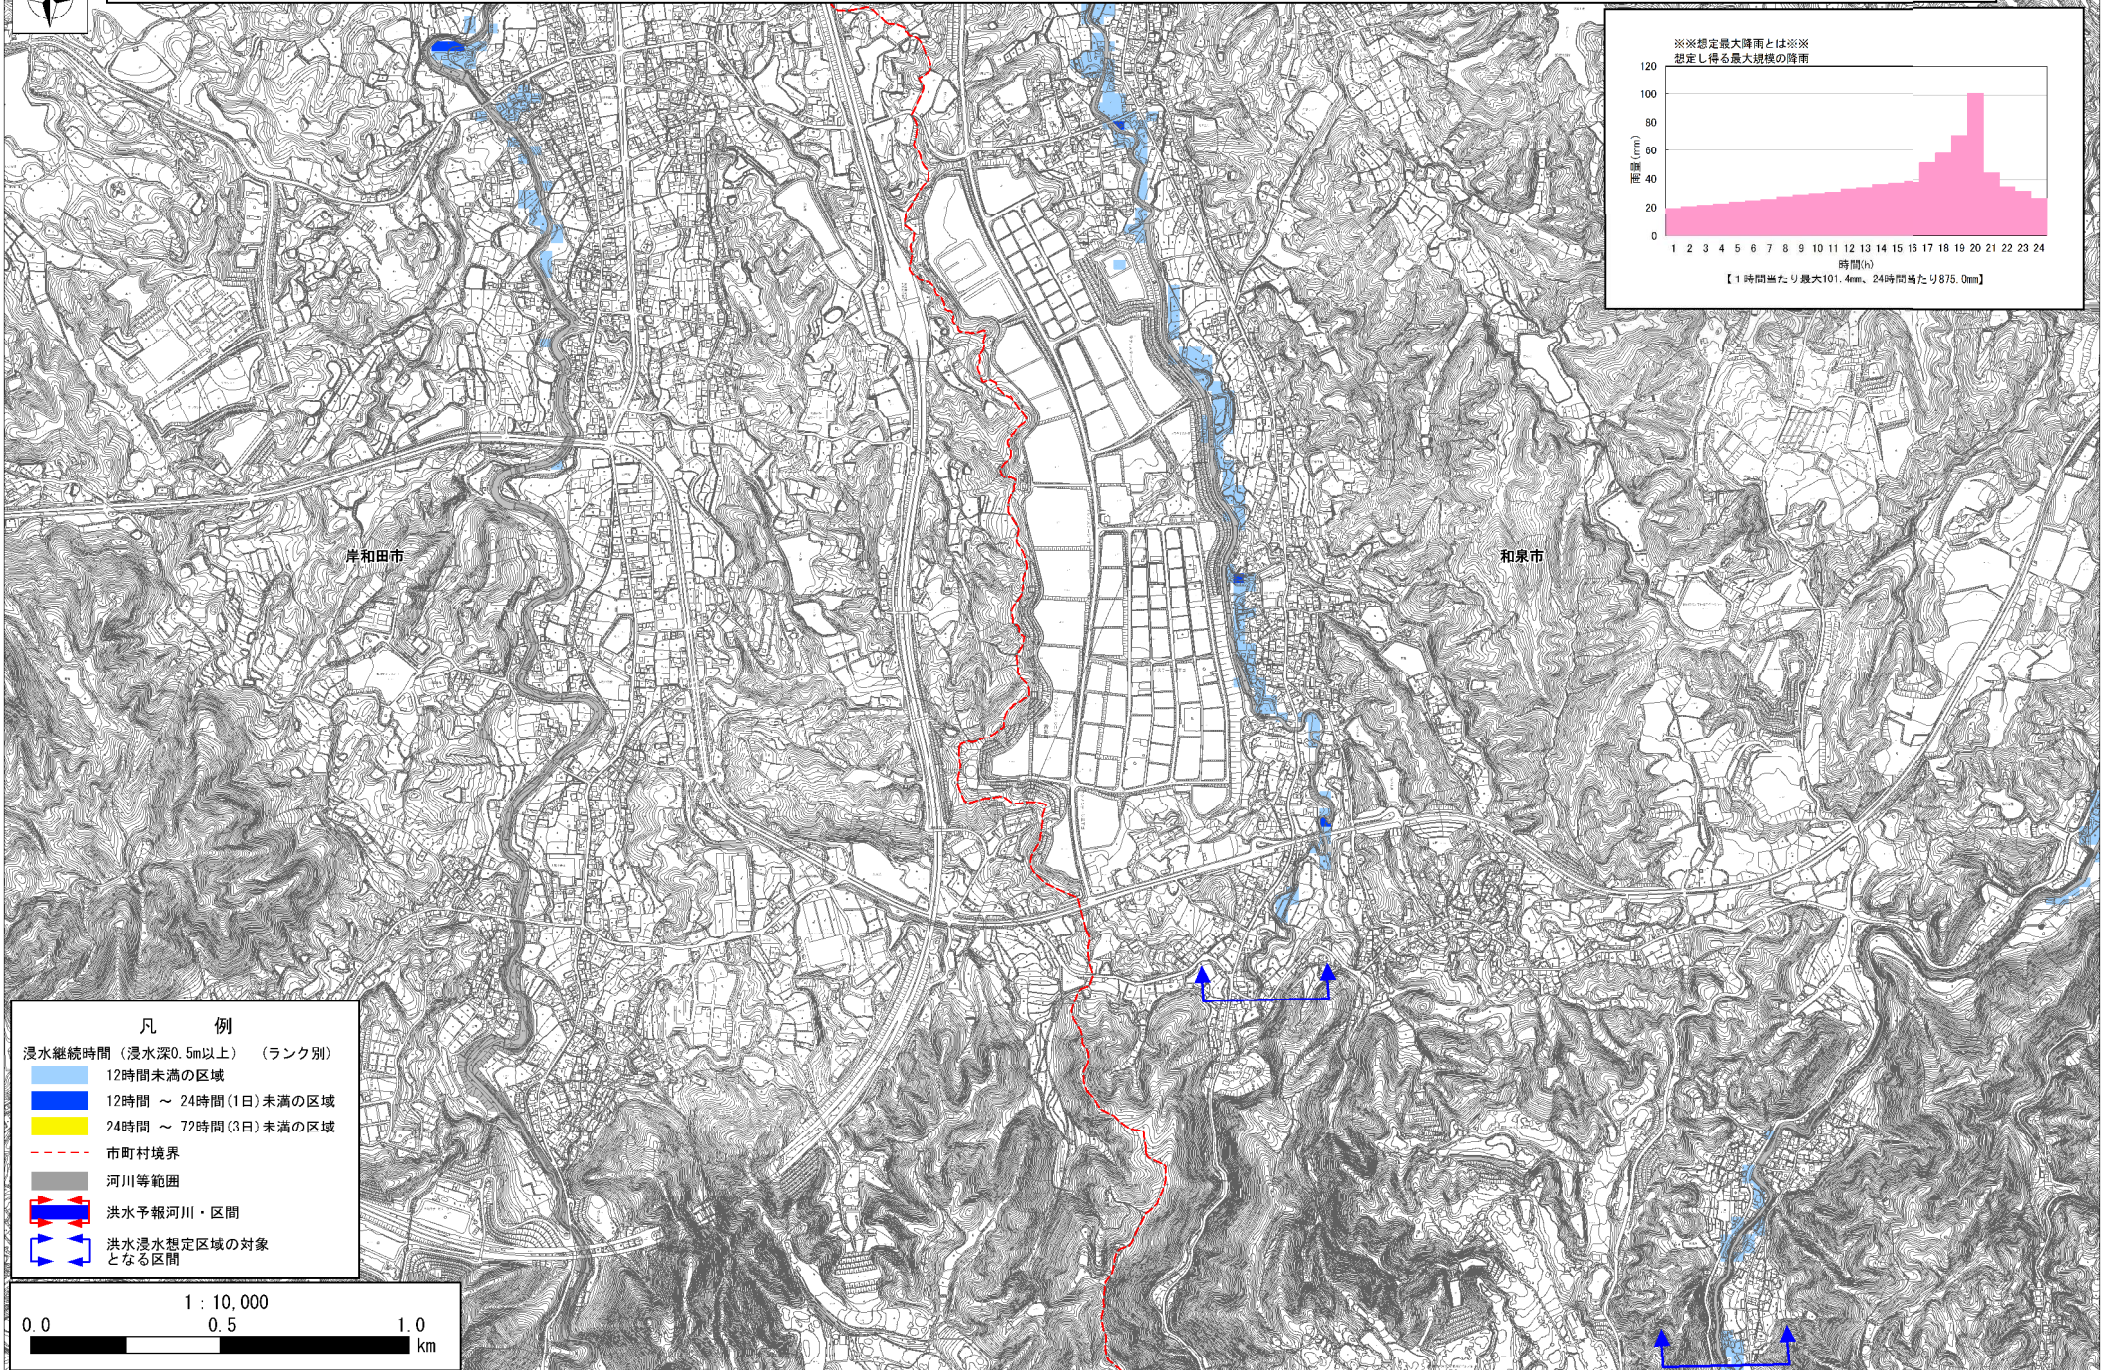 ※※想定最大降雨とは※※
想定し得る最大規模の降雨
120
100
80
60
40
20
0
雨量(mm)
1 2 3 4 5 6 7 8 9 10 11 12 13 14 15 16 17 18 19 20 21 22 23 24
時間(h)
【1時間当たり最大101.4mm、24時間当たり875.0mm】
岸和田市
和泉市
凡 例
浸水継続時間（浸水深0.5m以上） （ランク別）
12時間未満の区域
12時間 ～ 24時間(1日)未満の区域
24時間 ～ 72時間(3日)未満の区域
市町村境界
河川等範囲
洪水予報河川・区間
洪水浸水想定区域の対象
となる区間
1 : 10,000
0.0 0.5 1.0
km